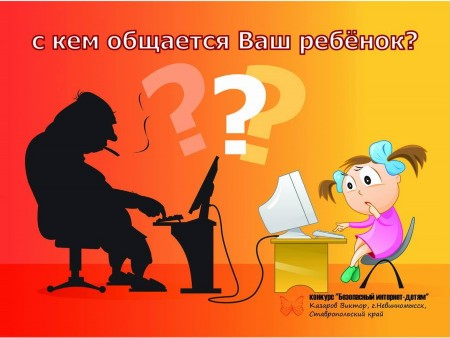 с кем общается Ваш ребёнок?
???
конкурс "Безопасный интернет-детям"
Казаров Виктор, г.Невинномысск,
Ставропольский край